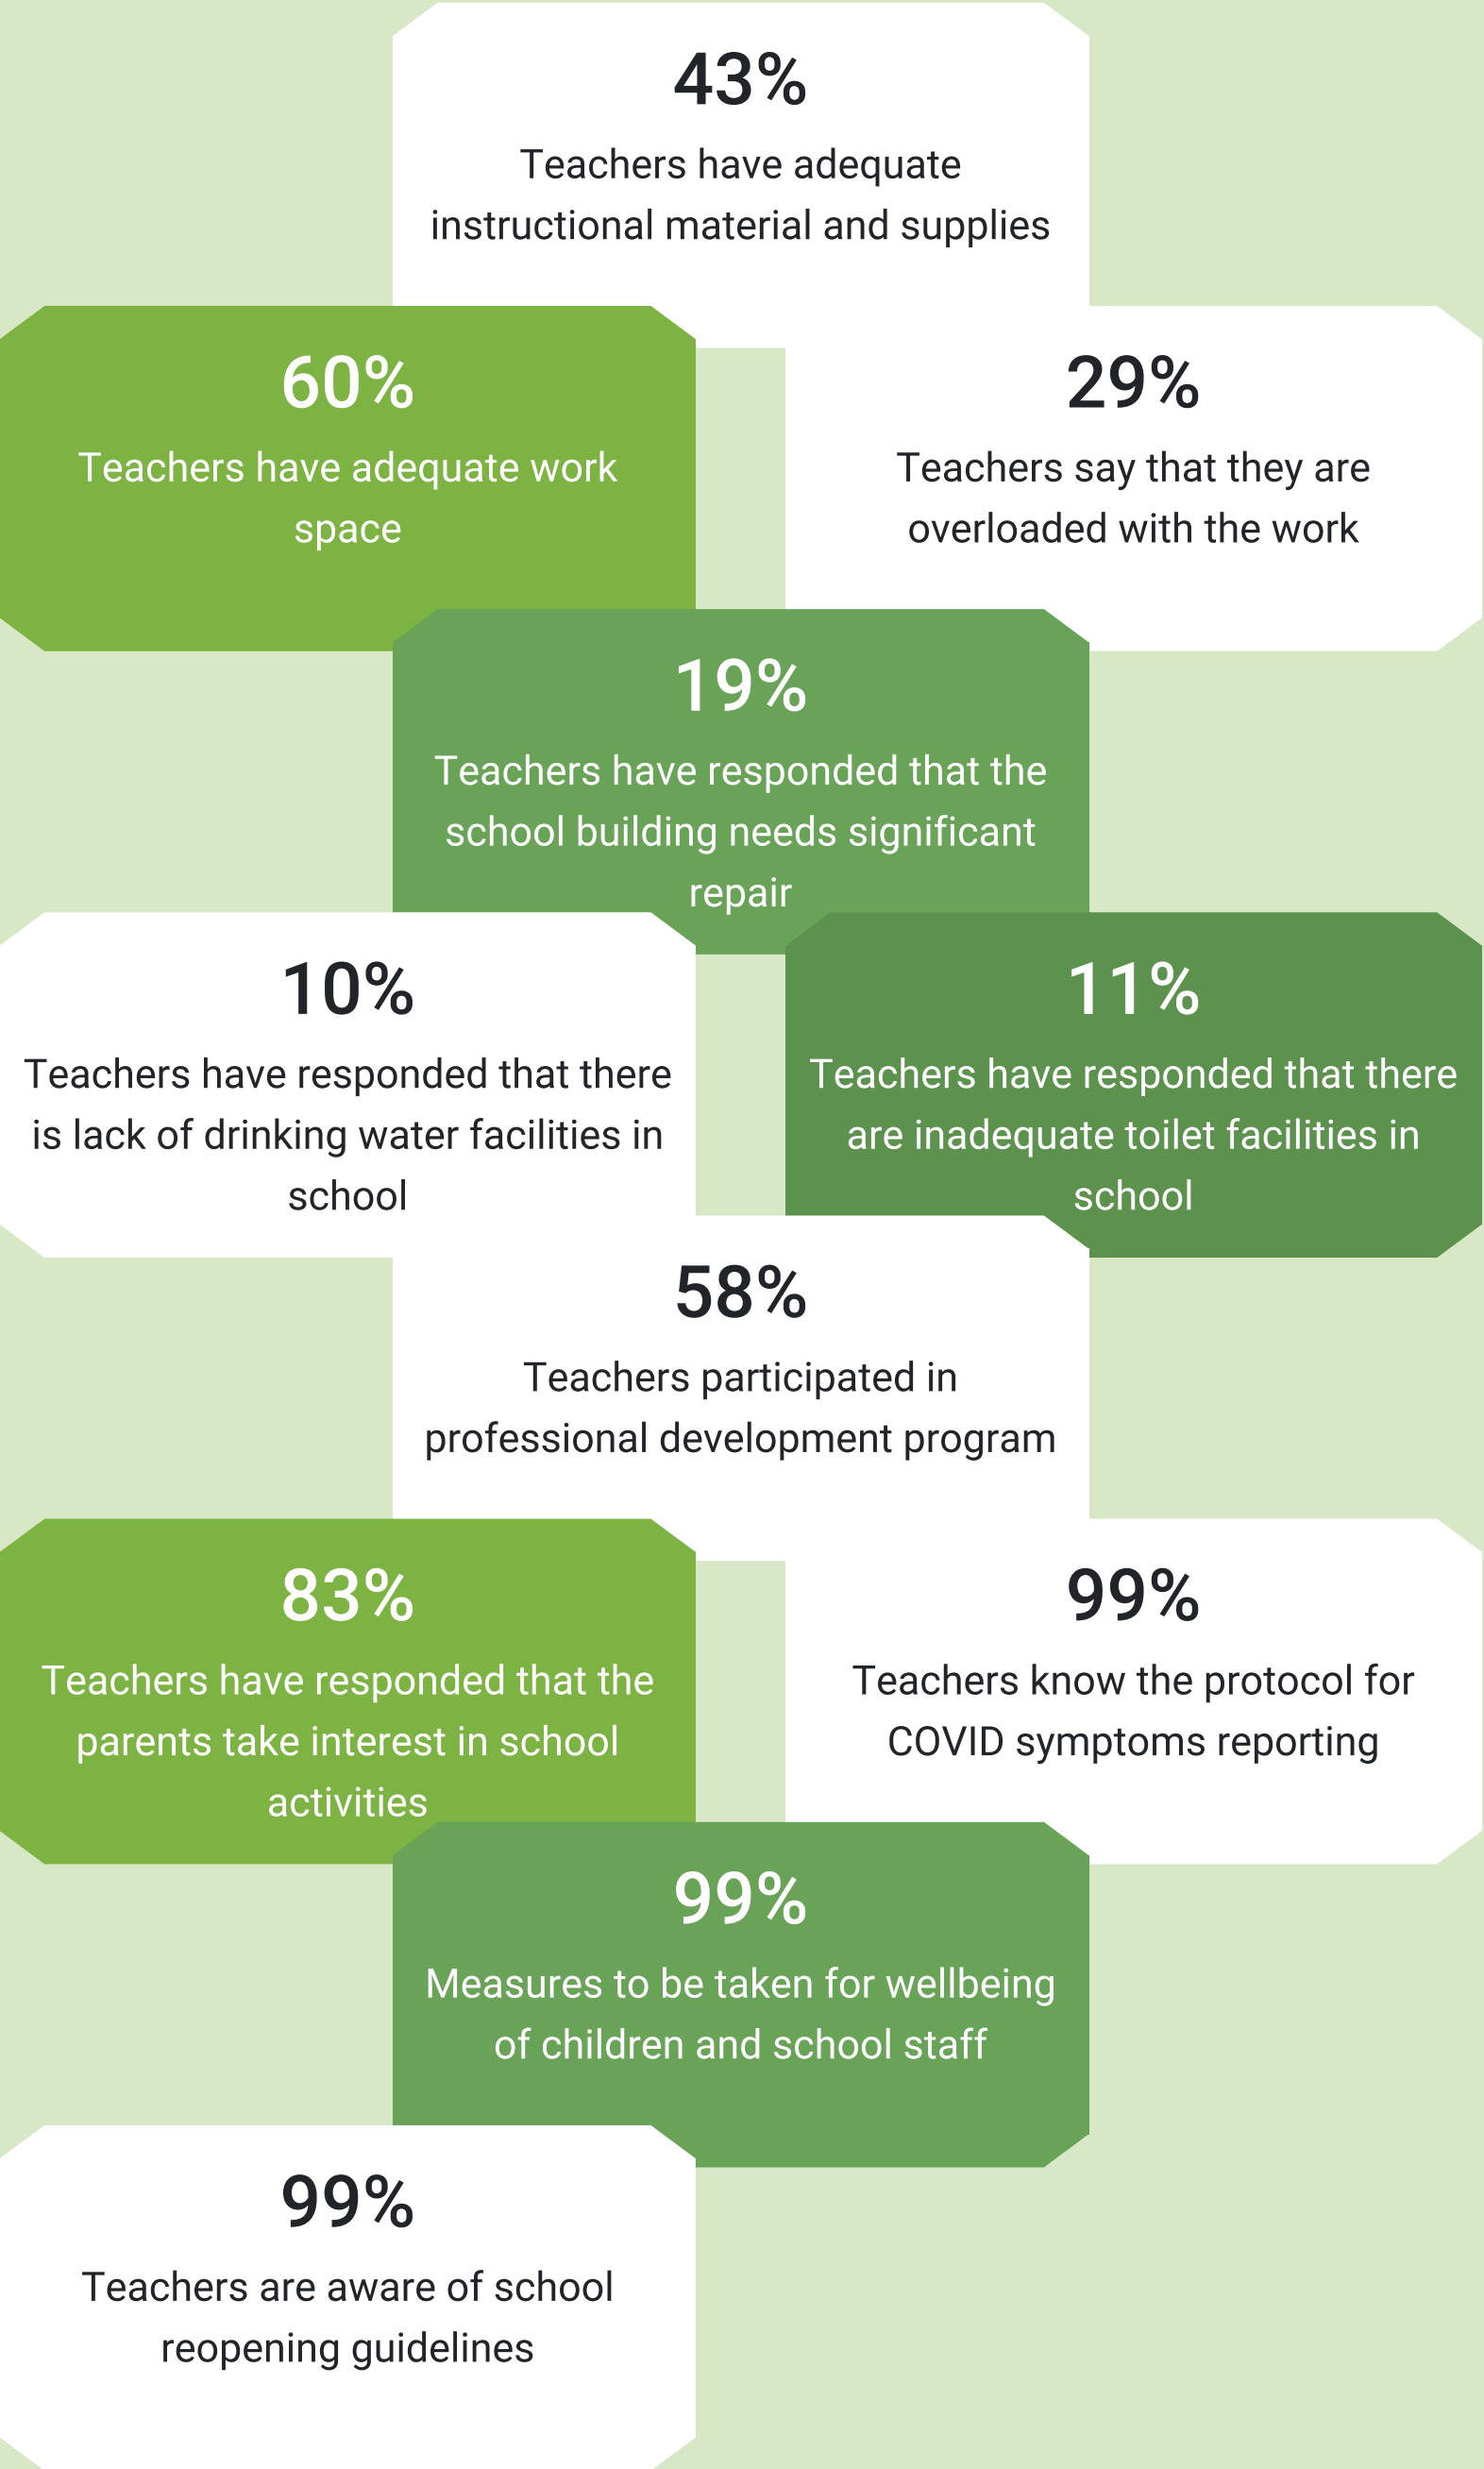 43%
Teachers have adequate
instructional material and supplies
60%
Teachers have adequate work
space
29%
Teachers say that they are
overloaded with the work
19%
Teachers have responded that the
school building needs significant
repair
10%
Teachers have responded that there
is lack of drinking water facilities in
school
11%
Teachers have responded that there
are inadequate toilet facilities in
school
58%
Teachers participated in
professional development program
83%
Teachers have responded that the
parents take interest in school
activities
99%
Teachers know the protocol for
COVID symptoms reporting
99%
Measures to be taken for wellbeing
of children and school staff
99%
Teachers are aware of school
reopening guidelines